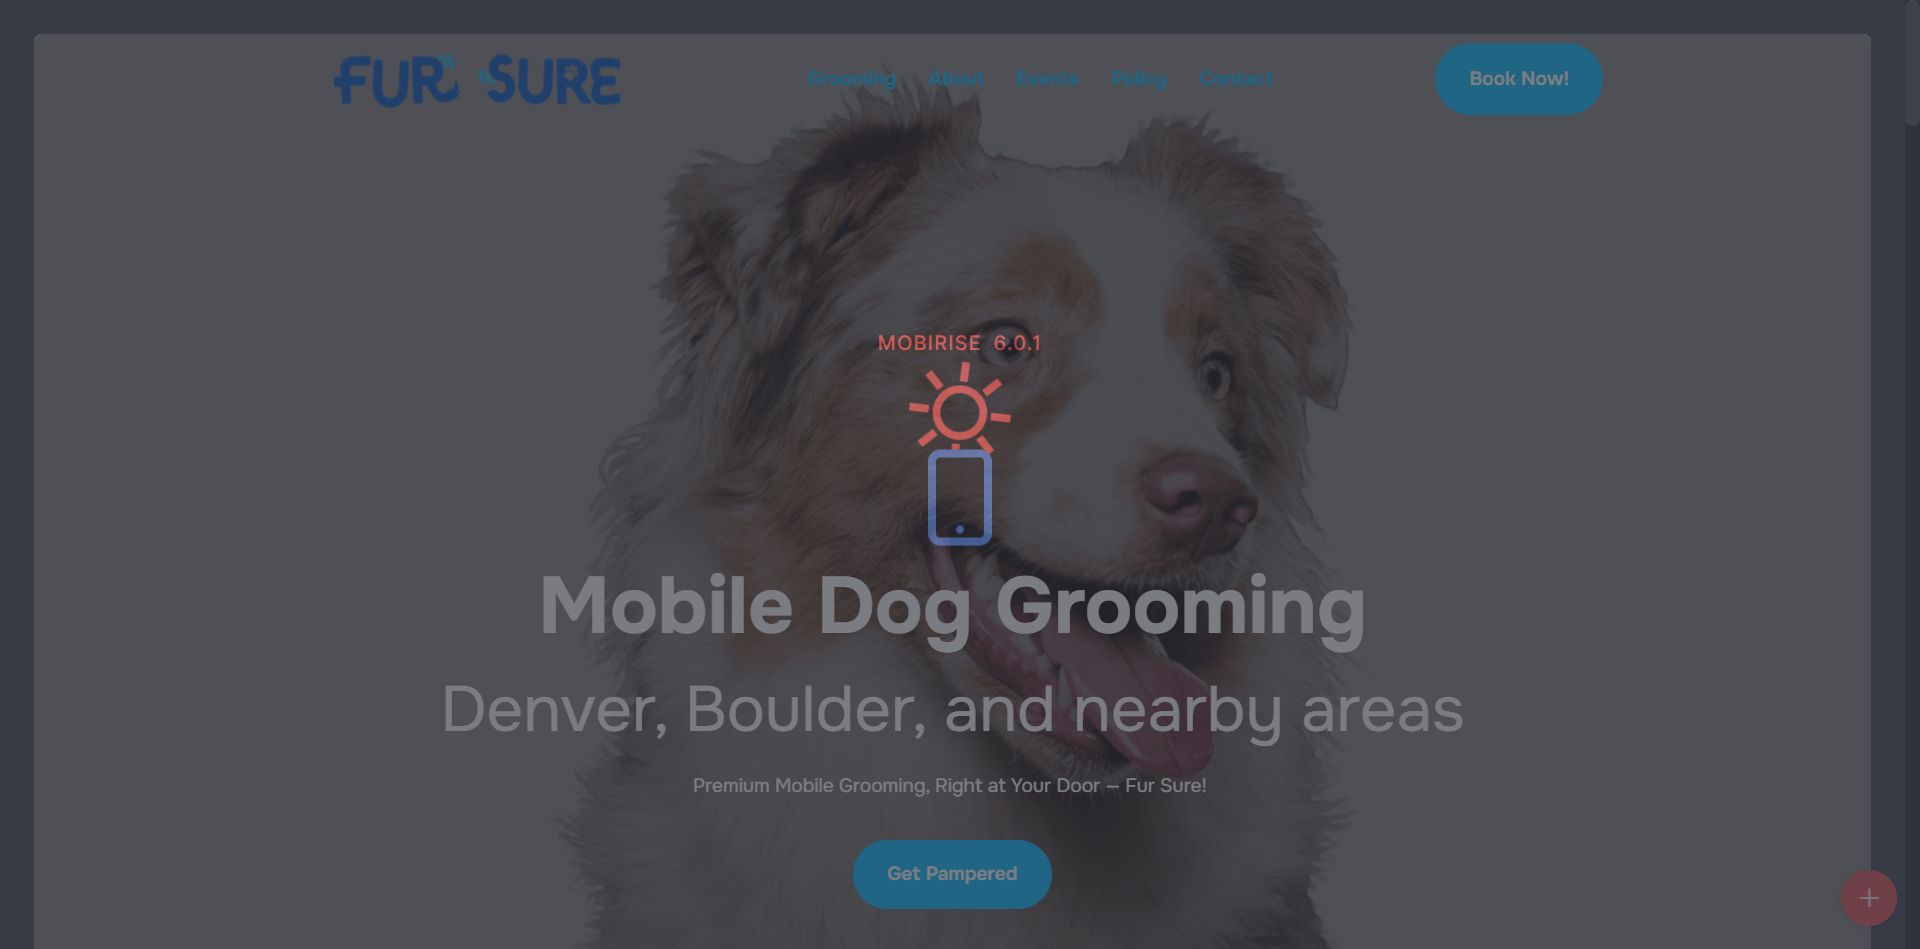 FUR SURE
Grooming About Events Policy Contact
Book Now!
MOBIRISE 6.0.1
Mobile Dog Grooming
Denver, Boulder, and nearby areas
Premium Mobile Grooming, Right at Your Door — Fur Sure!
Get Pampered